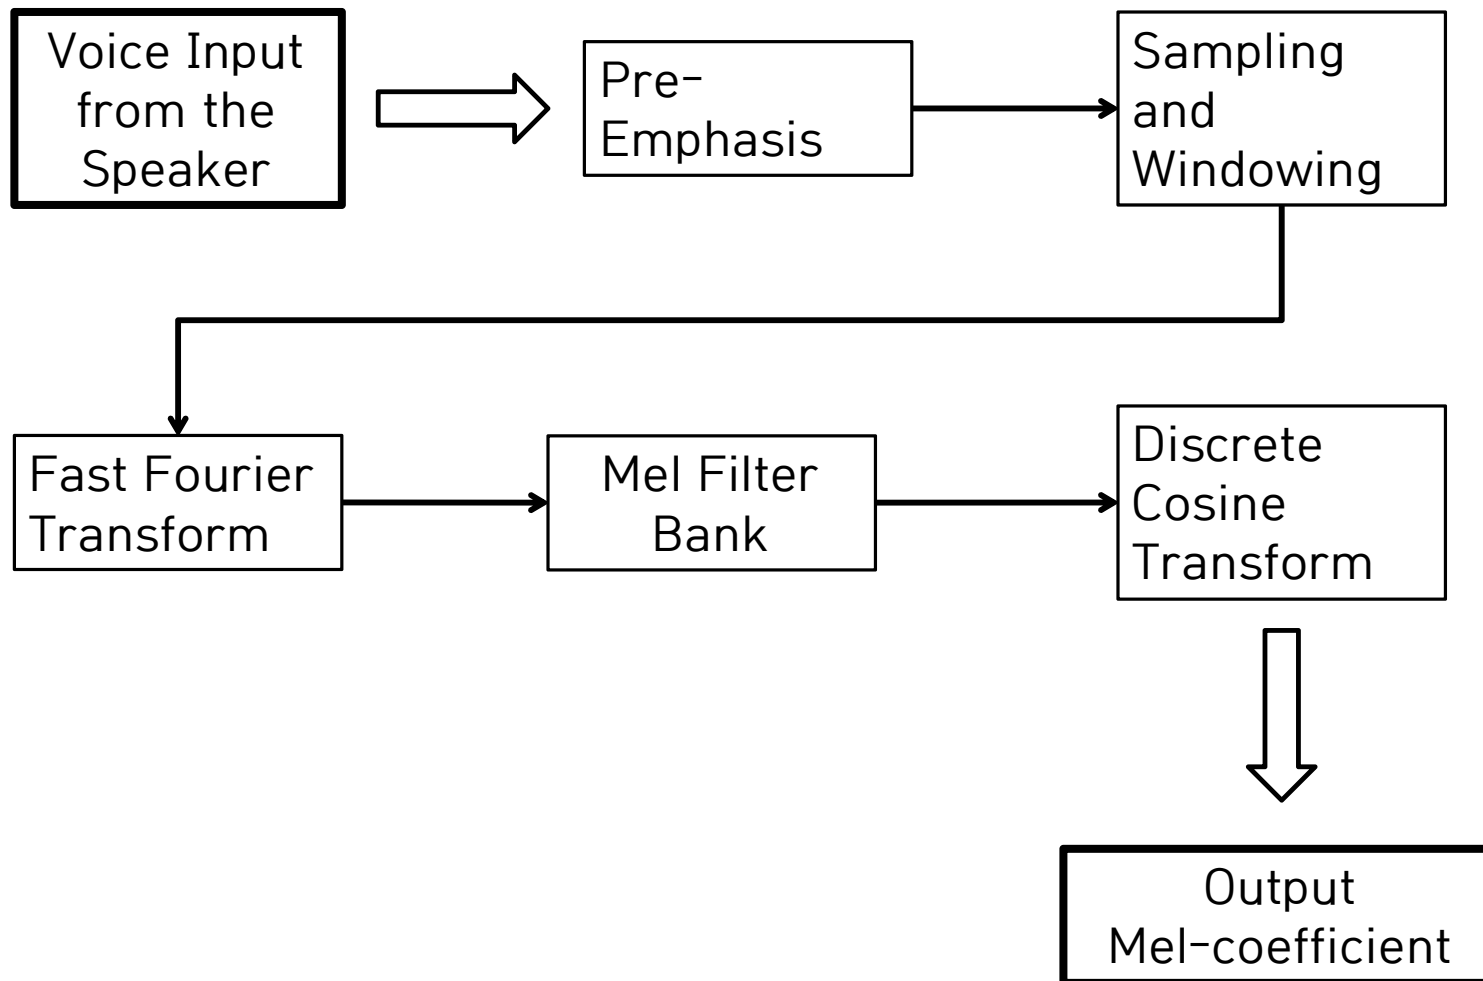 Voice Input
from the
Speaker
Pre-
Emphasis
Sampling
and
Windowing
Fast Fourier
Transform
Mel Filter
Bank
Discrete
Cosine
Transform
Output
Mel-coefficient